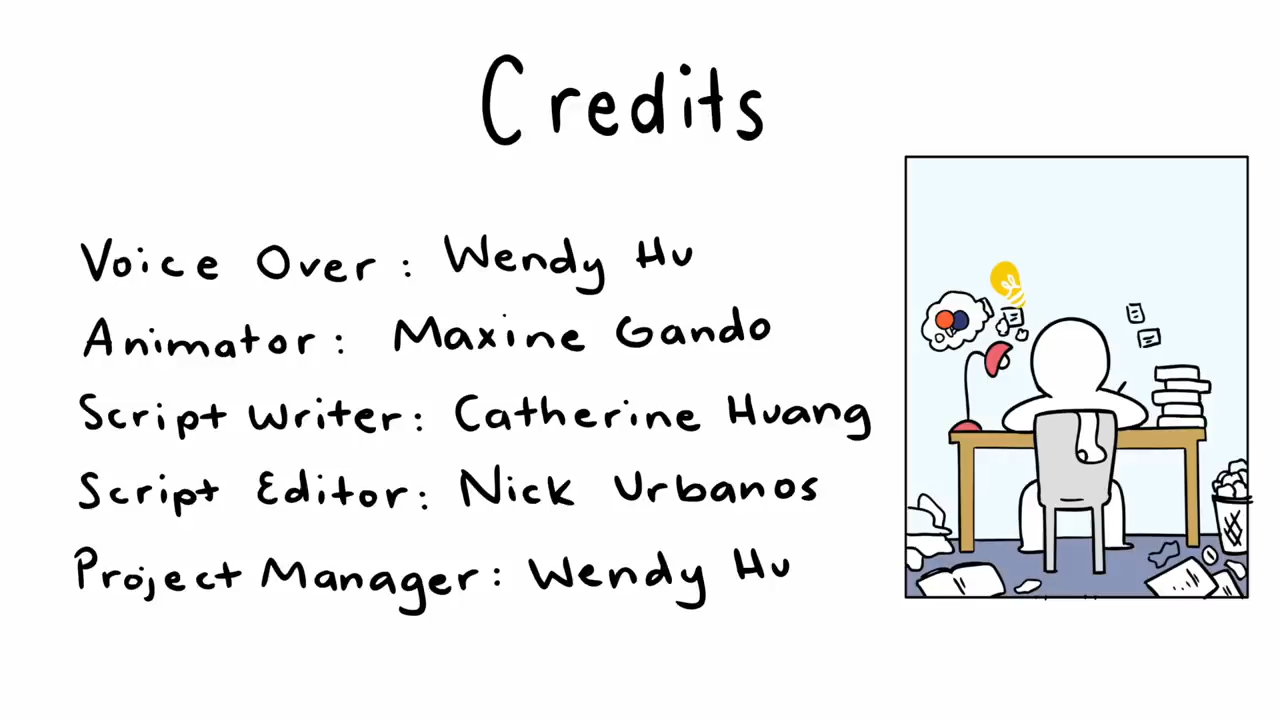 Credits
Voice Over: Wendy Hu
Animator: Maxine Gando
Script Writer: Catherine Huang
Script Editor: Nick Urbanos
Project Manager: Wendy Hu